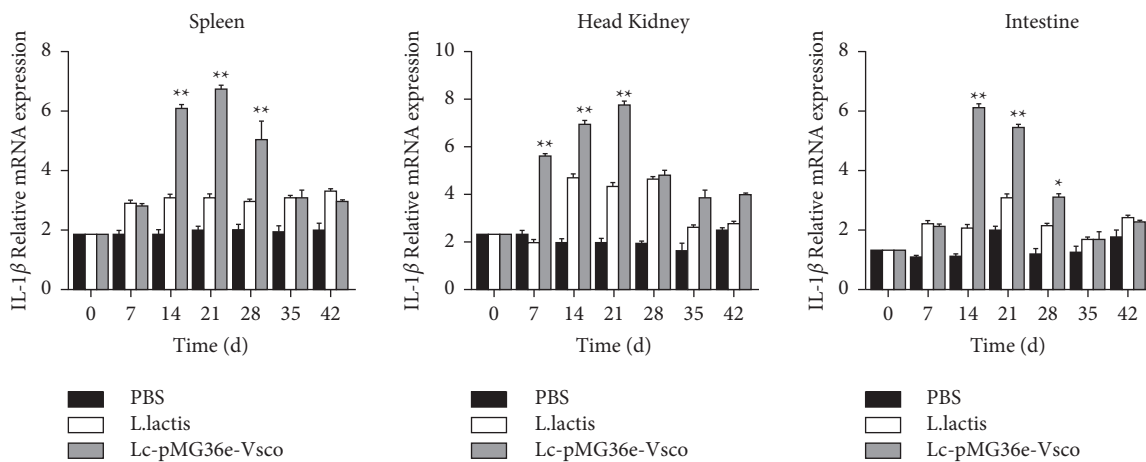 Spleen
IL-1β Relative mRNA expression
8
6
4
2
0
**
**
**
0 7 14 21 28 35 42
Time (d)
PBS
L.lactis
Lc-pMG36e-Vsco
Head Kidney
IL-1β Relative mRNA expression
10
8
6
4
2
0
**
**
**
0 7 14 21 28 35 42
Time (d)
PBS
L.lactis
Lc-pMG36e-Vsco
Intestine
IL-1β Relative mRNA expression
8
6
4
2
0
**
**
*
0 7 14 21 28 35 42
Time (d)
PBS
L.lactis
Lc-pMG36e-Vsco